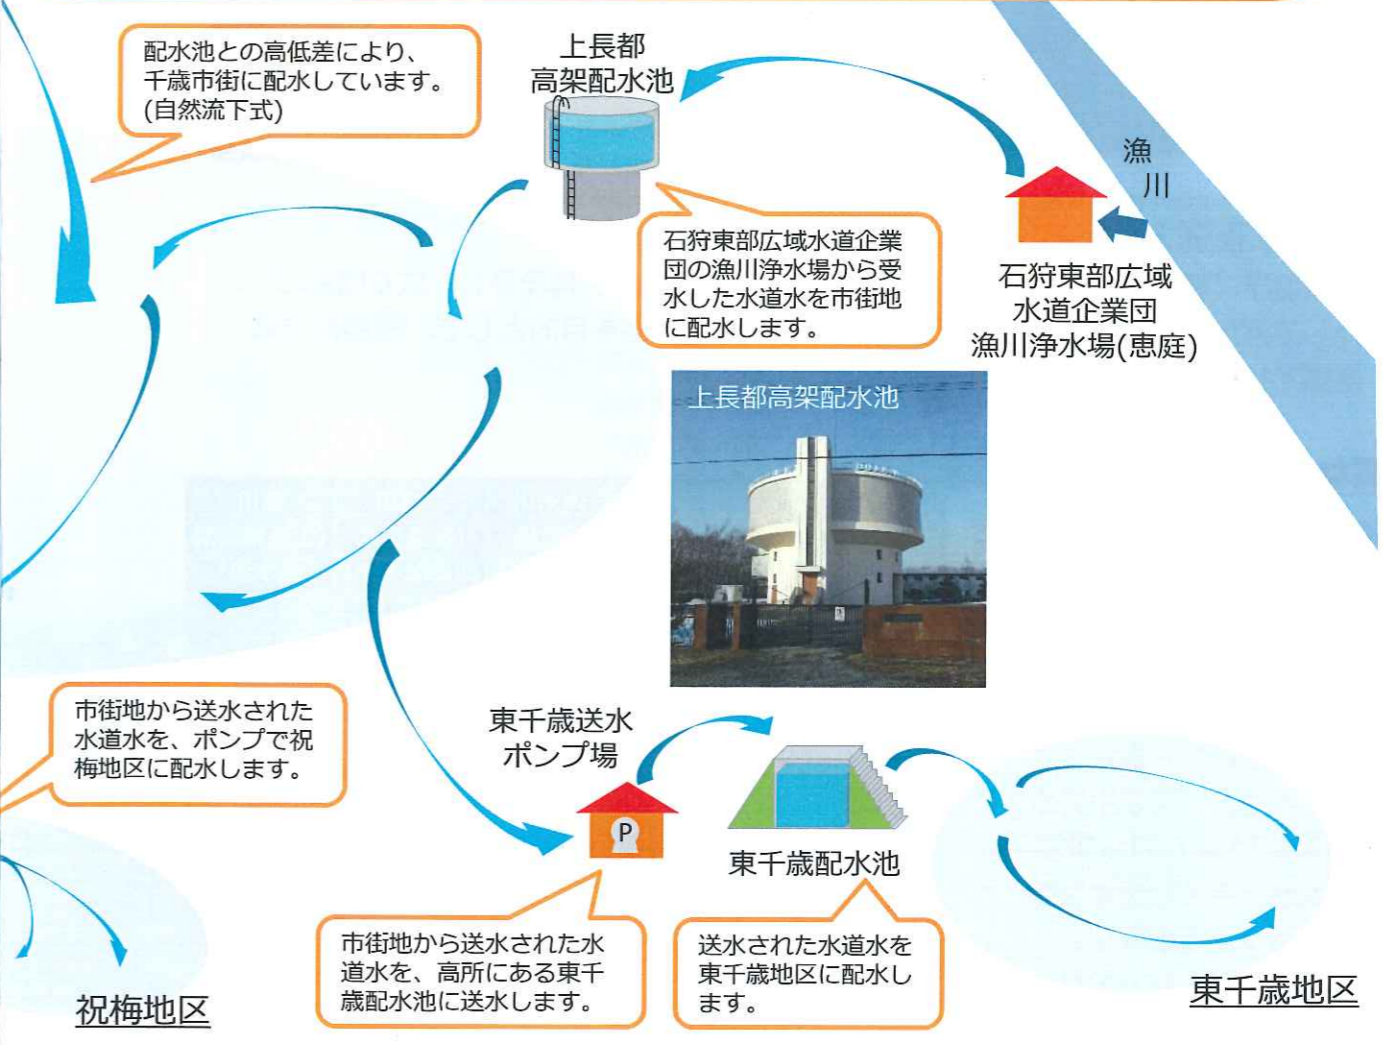 配水池との高低差により、
千歳市街に配水しています。
(自然流下式)
上長都
高架配水池
漁
川
石狩東部広域水道企業
団の漁川浄水場から受
水した水道水を市街地
に配水します。
石狩東部広域
水道企業団
漁川浄水場(恵庭)
上長都高架配水池
市街地から送水された
水道水を、ポンプで祝
梅地区に配水します。
東千歳送水
ポンプ場
P
東千歳配水池
市街地から送水された水
道水を、高所にある東千
歳配水池に送水します。
送水された水道水を
東千歳地区に配水し
ます。
祝梅地区
東千歳地区